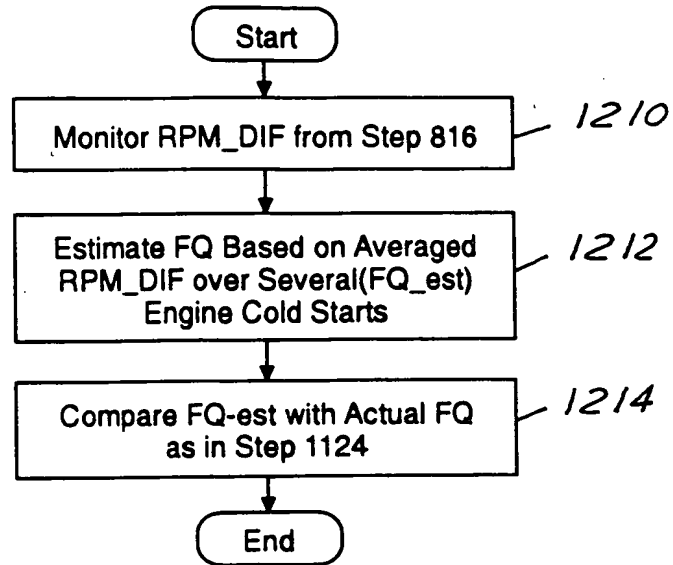 Start
Monitor RPM_DIF from Step 816
1210
Estimate FQ Based on Averaged
RPM_DIF over Several(FQ_est)
Engine Cold Starts
1212
Compare FQ-est with Actual FQ
as in Step 1124
1214
End